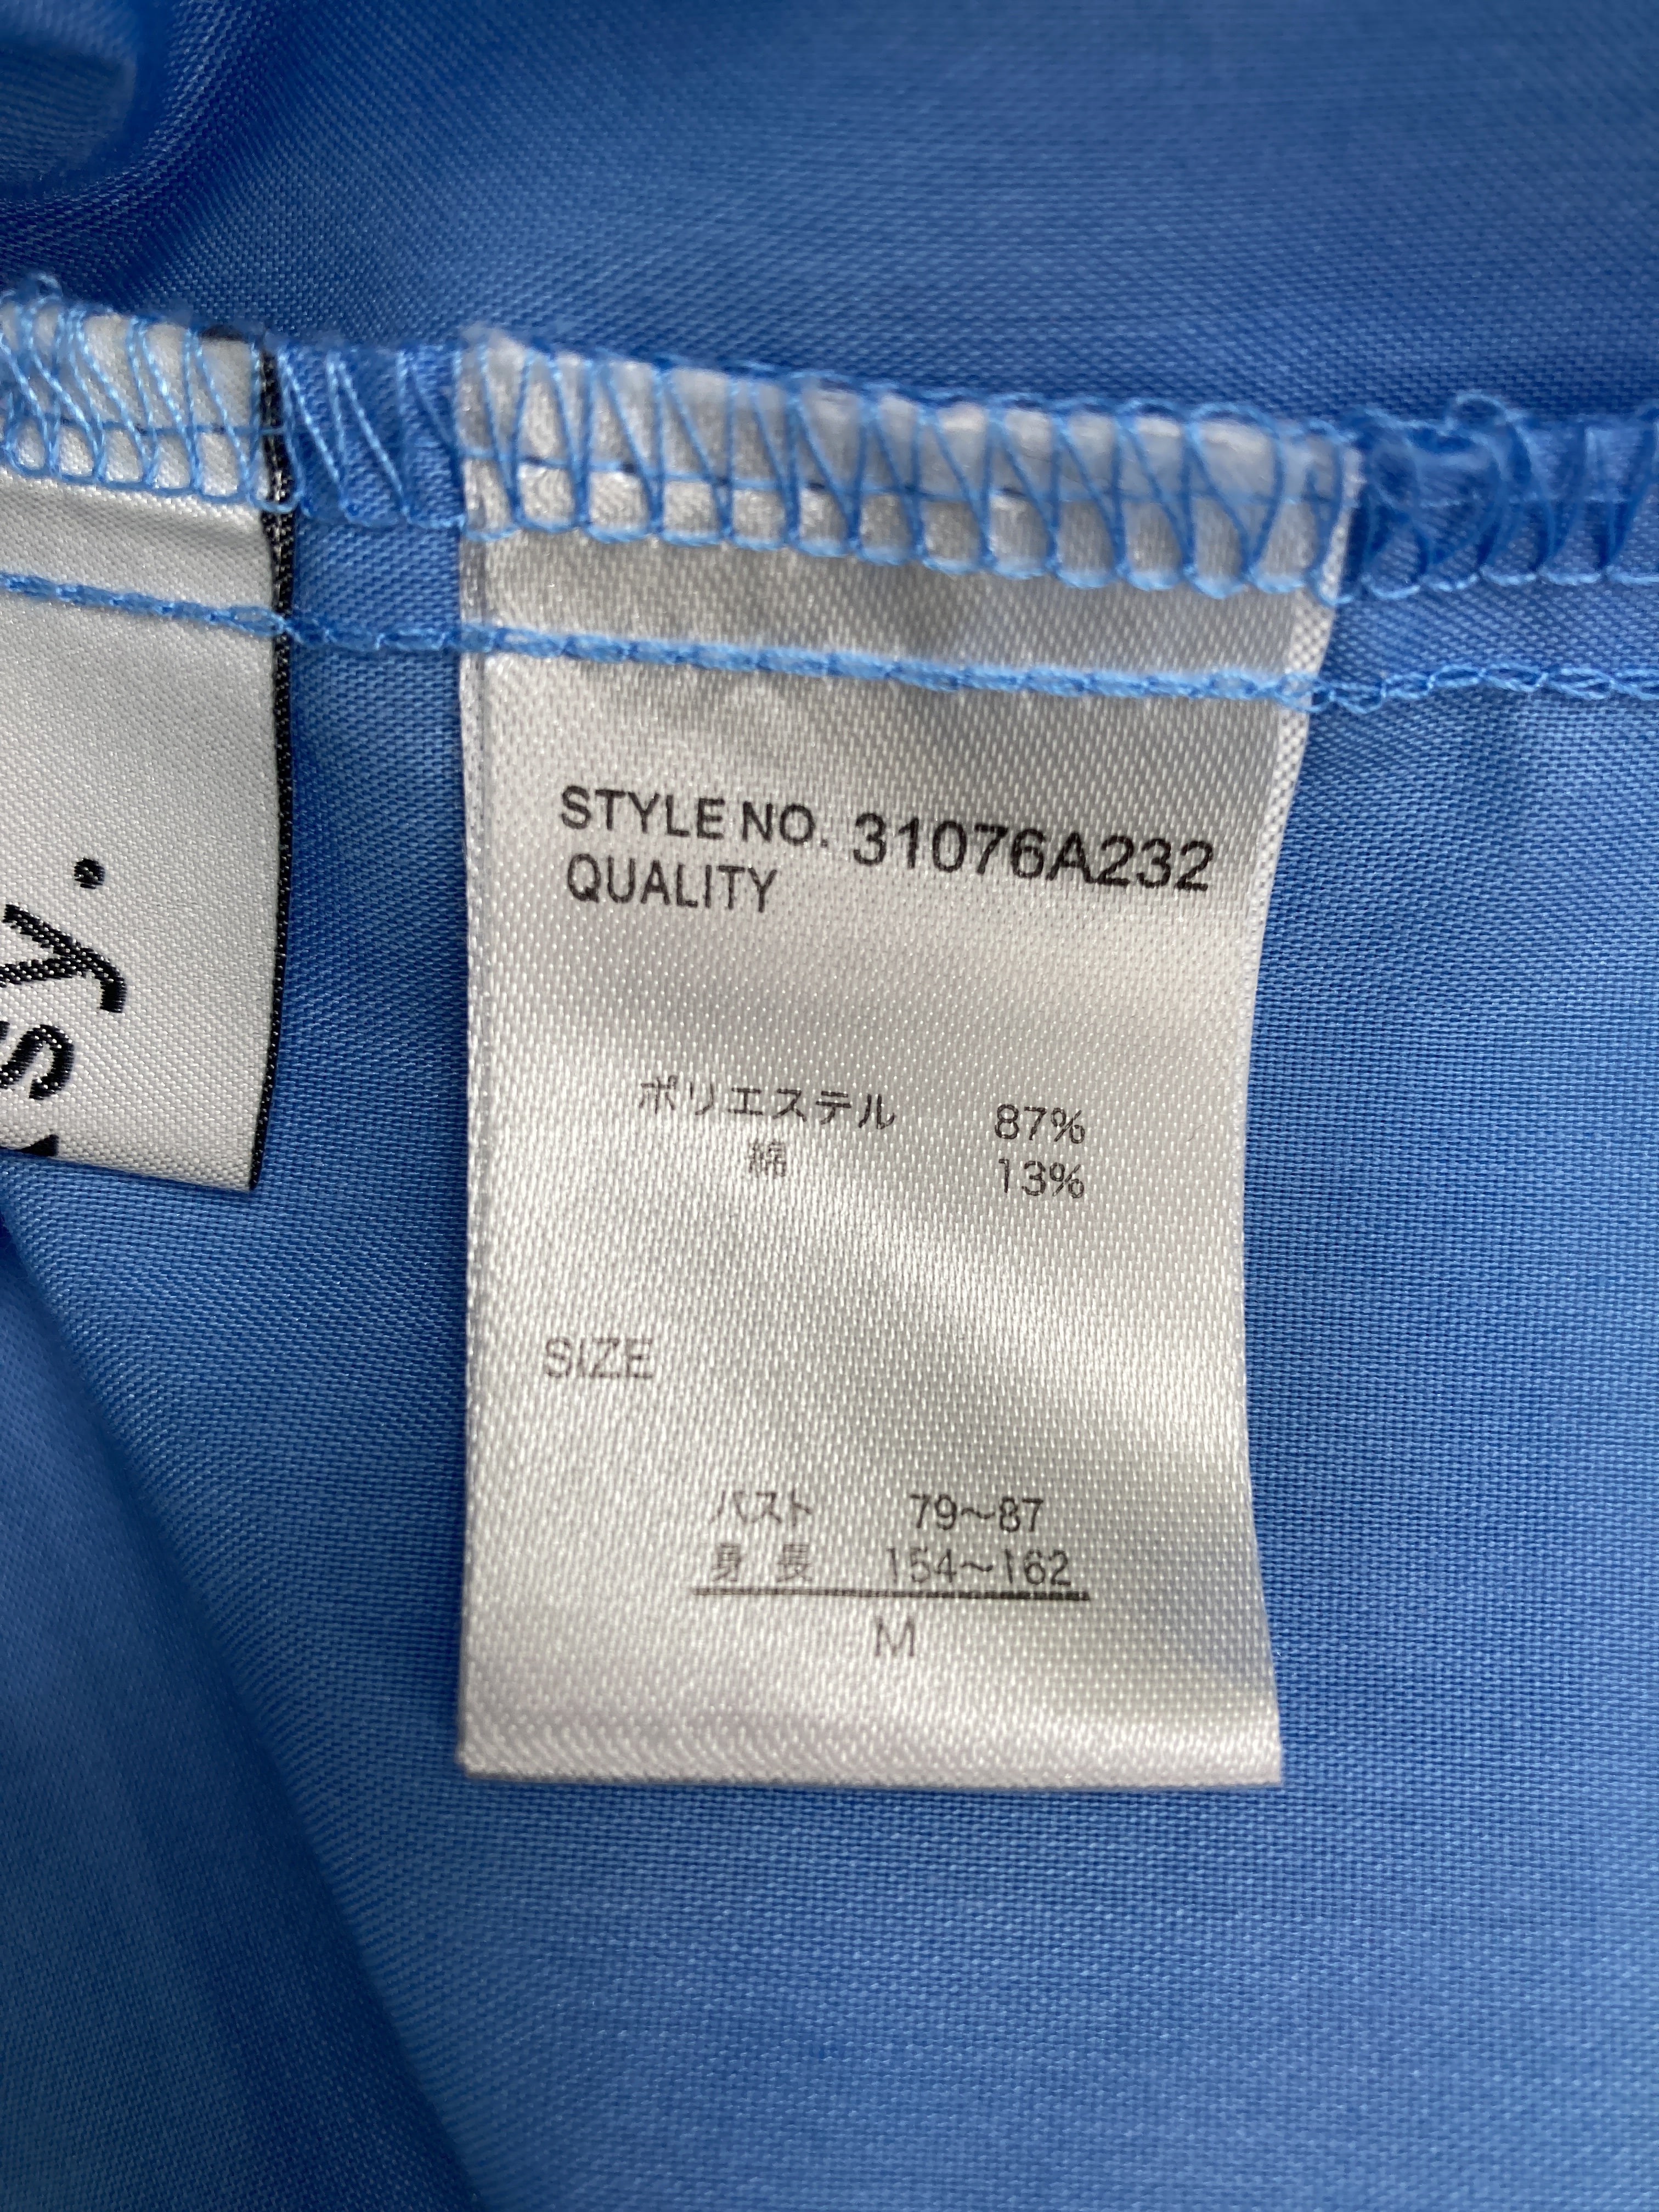 STYLE NO. 31076A232
QUALITY
ポリエステル 87%
綿 13%
SIZE
バスト 79～87
身長 154～162
M
sy.